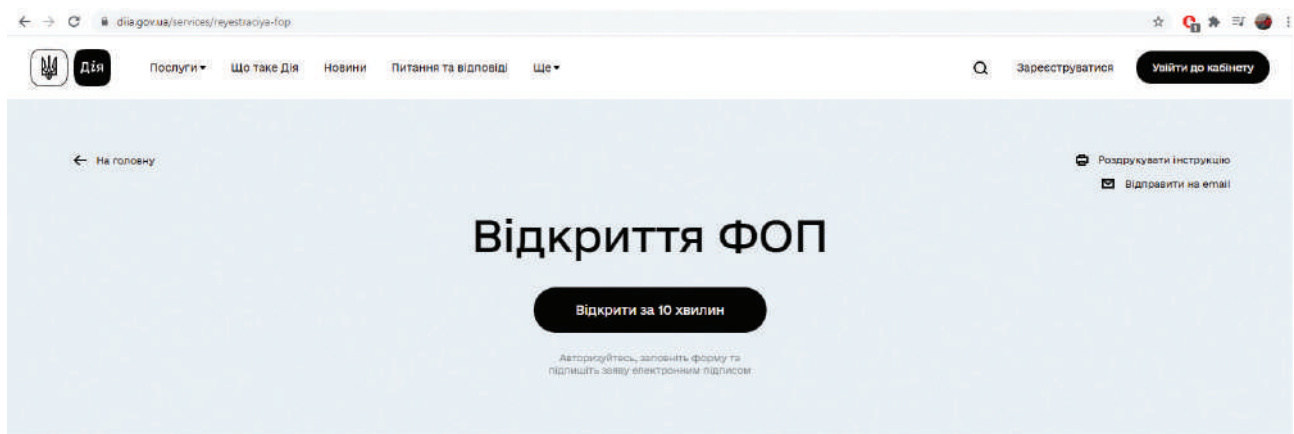 diia.gov.ua/services/reyestraciya-fop
Дія Послуги Що таке Дія Новини Питання та відповіді Ще Зареєструватися Увійти до кабінету
На головну
Роздрукувати інструкцію
Відправити на email
Відкриття ФОП
Відкрити за 10 хвилин
Авторизуйтесь, заповніть форму та
підпишіть заяву електронним підписом